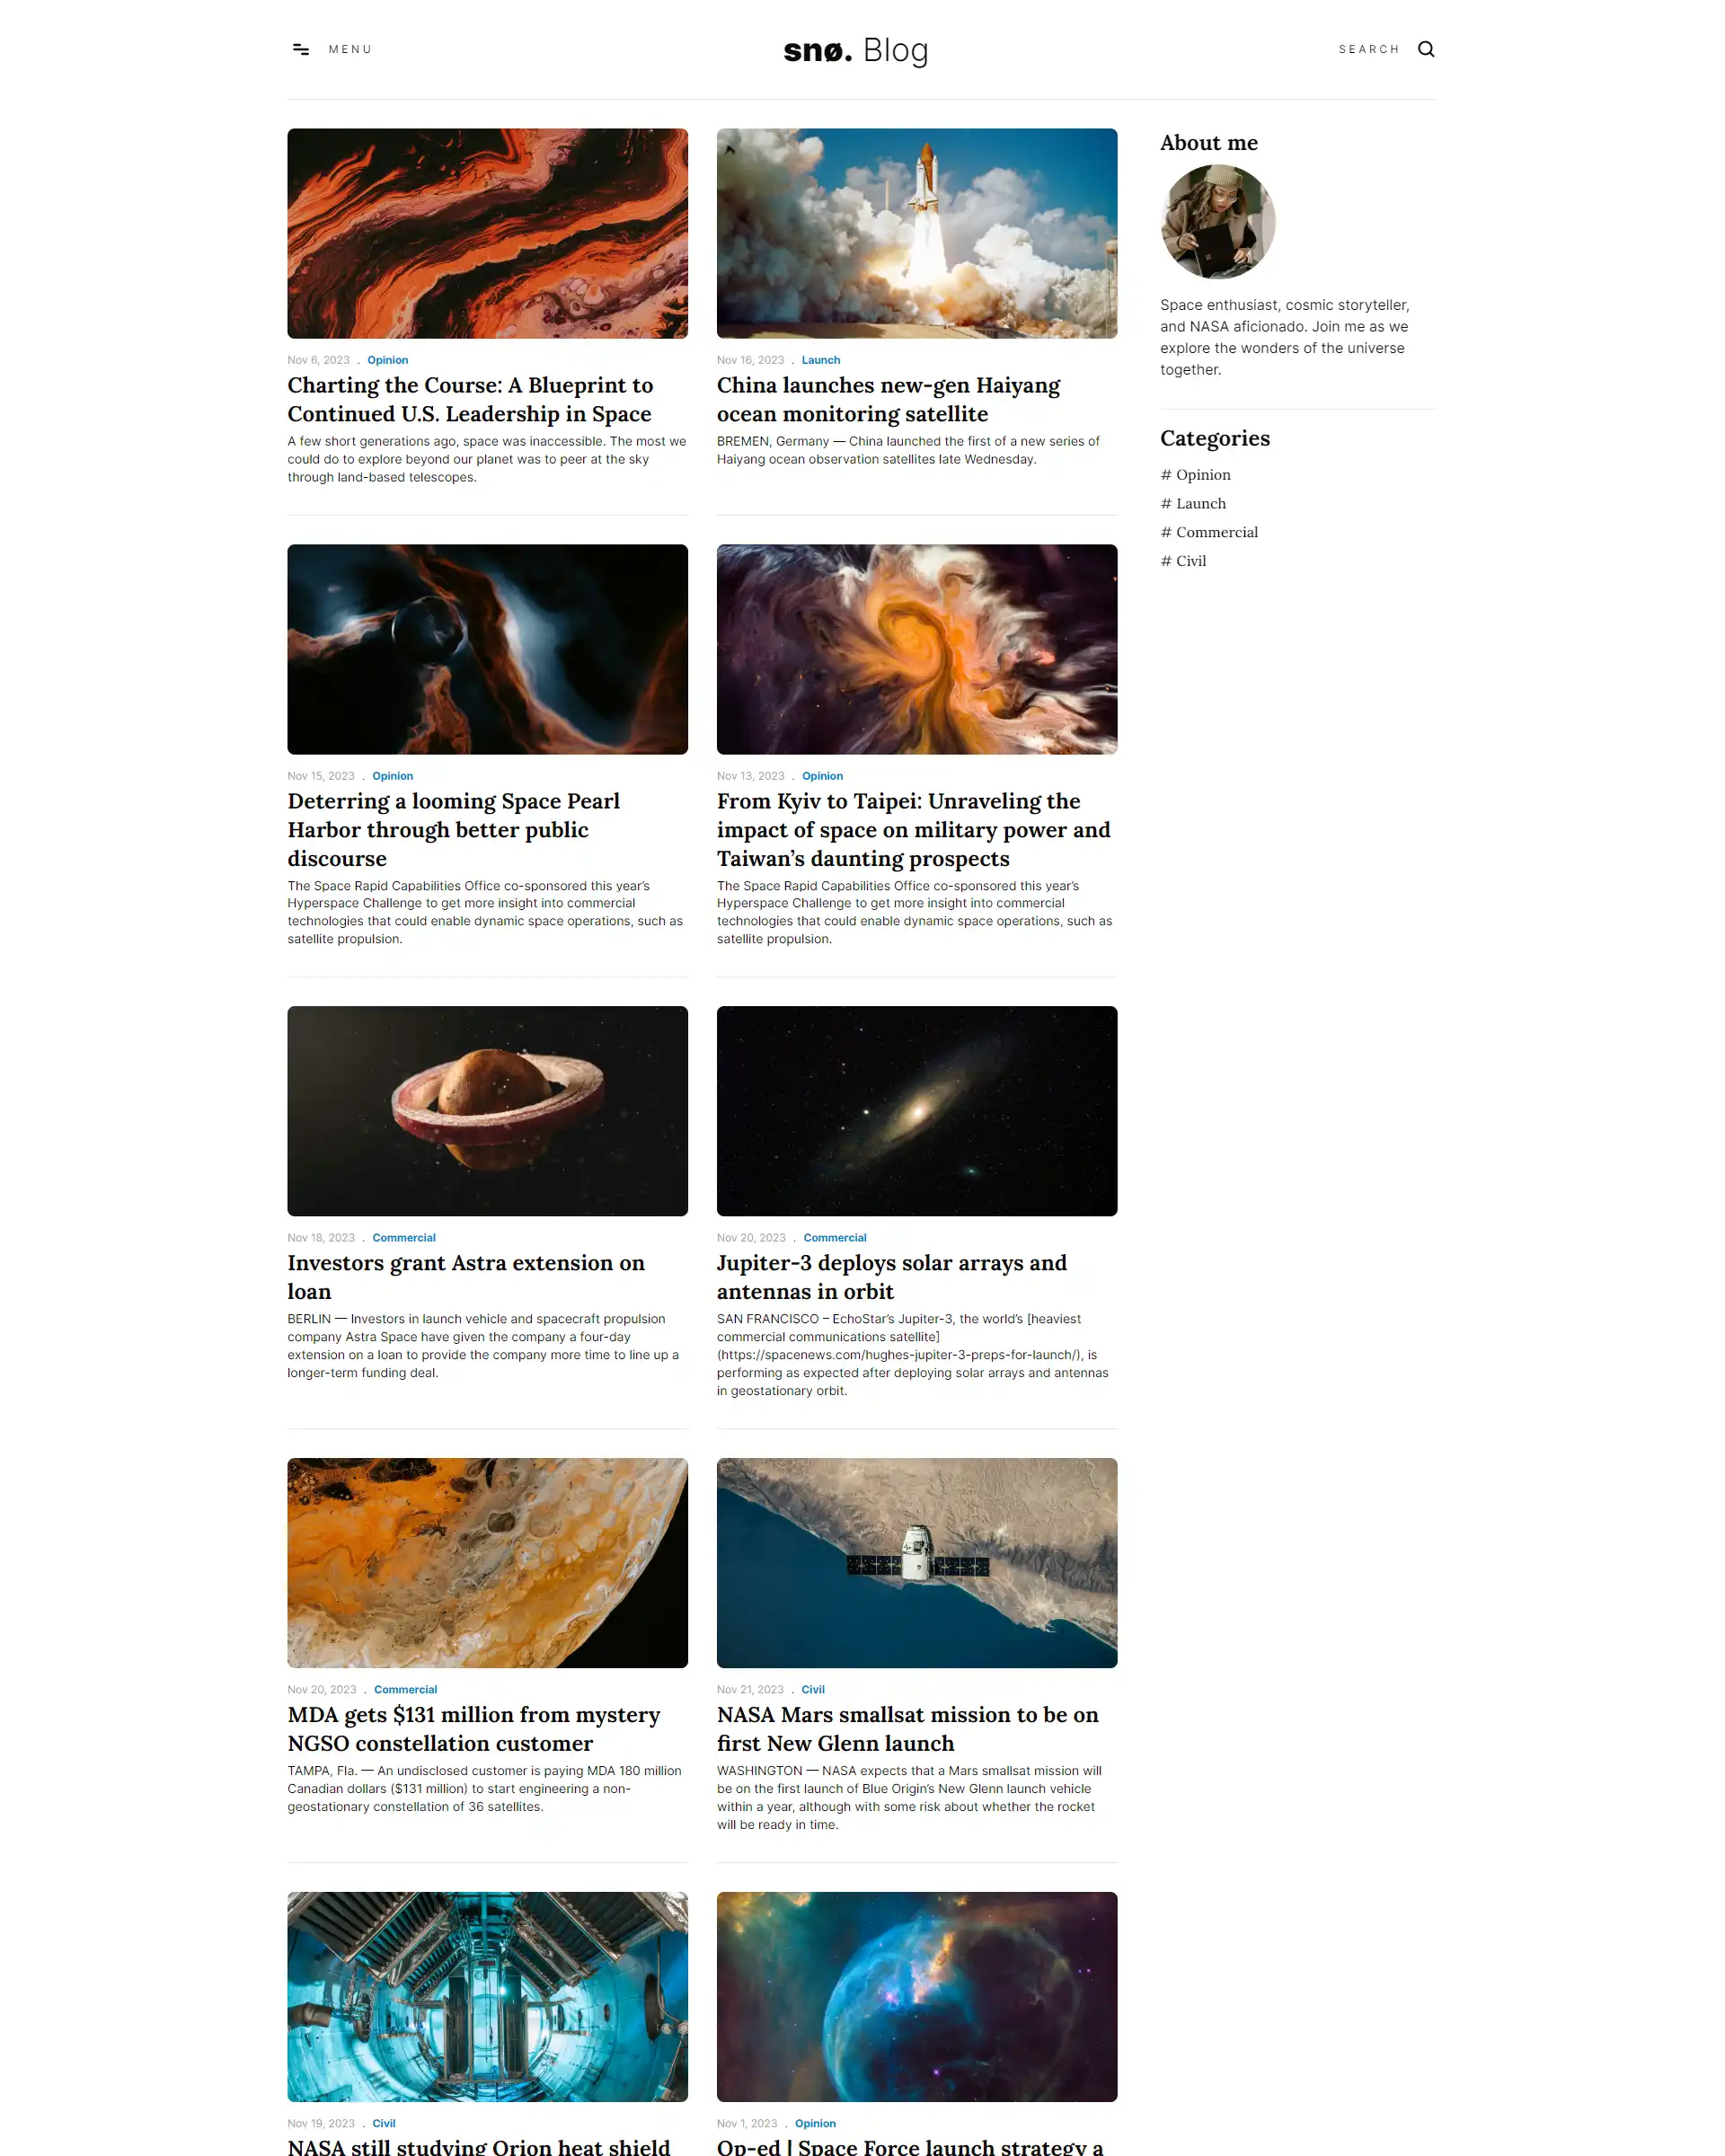 MENU
snø. Blog
SEARCH
Nov 6, 2023 . Opinion
Charting the Course: A Blueprint to
Continued U.S. Leadership in Space
A few short generations ago, space was inaccessible. The most we
could do to explore beyond our planet was to peer at the sky
through land-based telescopes.
Nov 16, 2023 . Launch
China launches new-gen Haiyang
ocean monitoring satellite
BREMEN, Germany — China launched the first of a new series of
Haiyang ocean observation satellites late Wednesday.
About me
Space enthusiast, cosmic storyteller,
and NASA aficionado. Join me as we
explore the wonders of the universe
together.
Categories
# Opinion
# Launch
# Commercial
# Civil
Nov 15, 2023 . Opinion
Deterring a looming Space Pearl
Harbor through better public
discourse
The Space Rapid Capabilities Office co-sponsored this year’s
Hyperspace Challenge to get more insight into commercial
technologies that could enable dynamic space operations, such as
satellite propulsion.
Nov 13, 2023 . Opinion
From Kyiv to Taipei: Unraveling the
impact of space on military power and
Taiwan’s daunting prospects
The Space Rapid Capabilities Office co-sponsored this year’s
Hyperspace Challenge to get more insight into commercial
technologies that could enable dynamic space operations, such as
satellite propulsion.
Nov 18, 2023 . Commercial
Investors grant Astra extension on
loan
BERLIN — Investors in launch vehicle and spacecraft propulsion
company Astra Space have given the company a four-day
extension on a loan to provide the company more time to line up a
longer-term funding deal.
Nov 20, 2023 . Commercial
Jupiter-3 deploys solar arrays and
antennas in orbit
SAN FRANCISCO – EchoStar’s Jupiter-3, the world’s [heaviest
commercial communications satellite]
(https://spacenews.com/hughes-jupiter-3-preps-for-launch/), is
performing as expected after deploying solar arrays and antennas
in geostationary orbit.
Nov 20, 2023 . Commercial
MDA gets $131 million from mystery
NGSO constellation customer
TAMPA, Fla. — An undisclosed customer is paying MDA 180 million
Canadian dollars ($131 million) to start engineering a non-
geostationary constellation of 36 satellites.
Nov 21, 2023 . Civil
NASA Mars smallsat mission to be on
first New Glenn launch
WASHINGTON — NASA expects that a Mars smallsat mission will
be on the first launch of Blue Origin’s New Glenn launch vehicle
within a year, although with some risk about whether the rocket
will be ready in time.
Nov 19, 2023 . Civil
NASA still studying Orion heat shield
Nov 1, 2023 . Opinion
Op-ed | Space Force launch strategy a